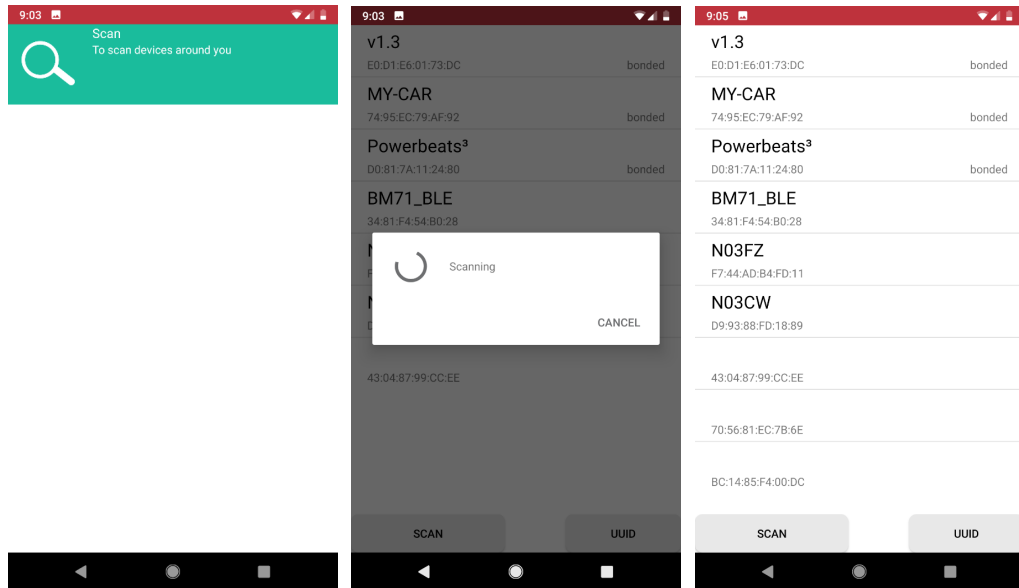 9:03
Scan
To scan devices around you
9:03
v1.3
E0:D1:E6:01:73:DC bonded
MY-CAR
74:95:EC:79:AF:92 bonded
Powerbeats³
D0:81:7A:11:24:80 bonded
BM71_BLE
34:81:F4:54:B0:28
Scanning
CANCEL
43:04:87:99:CC:EE
SCAN UUID
9:05
v1.3
E0:D1:E6:01:73:DC bonded
MY-CAR
74:95:EC:79:AF:92 bonded
Powerbeats³
D0:81:7A:11:24:80 bonded
BM71_BLE
34:81:F4:54:B0:28
N03FZ
F7:44:AD:B4:FD:11
N03CW
D9:93:88:FD:18:89
43:04:87:99:CC:EE
70:56:81:EC:7B:6E
BC:14:85:F4:00:DC
SCAN UUID